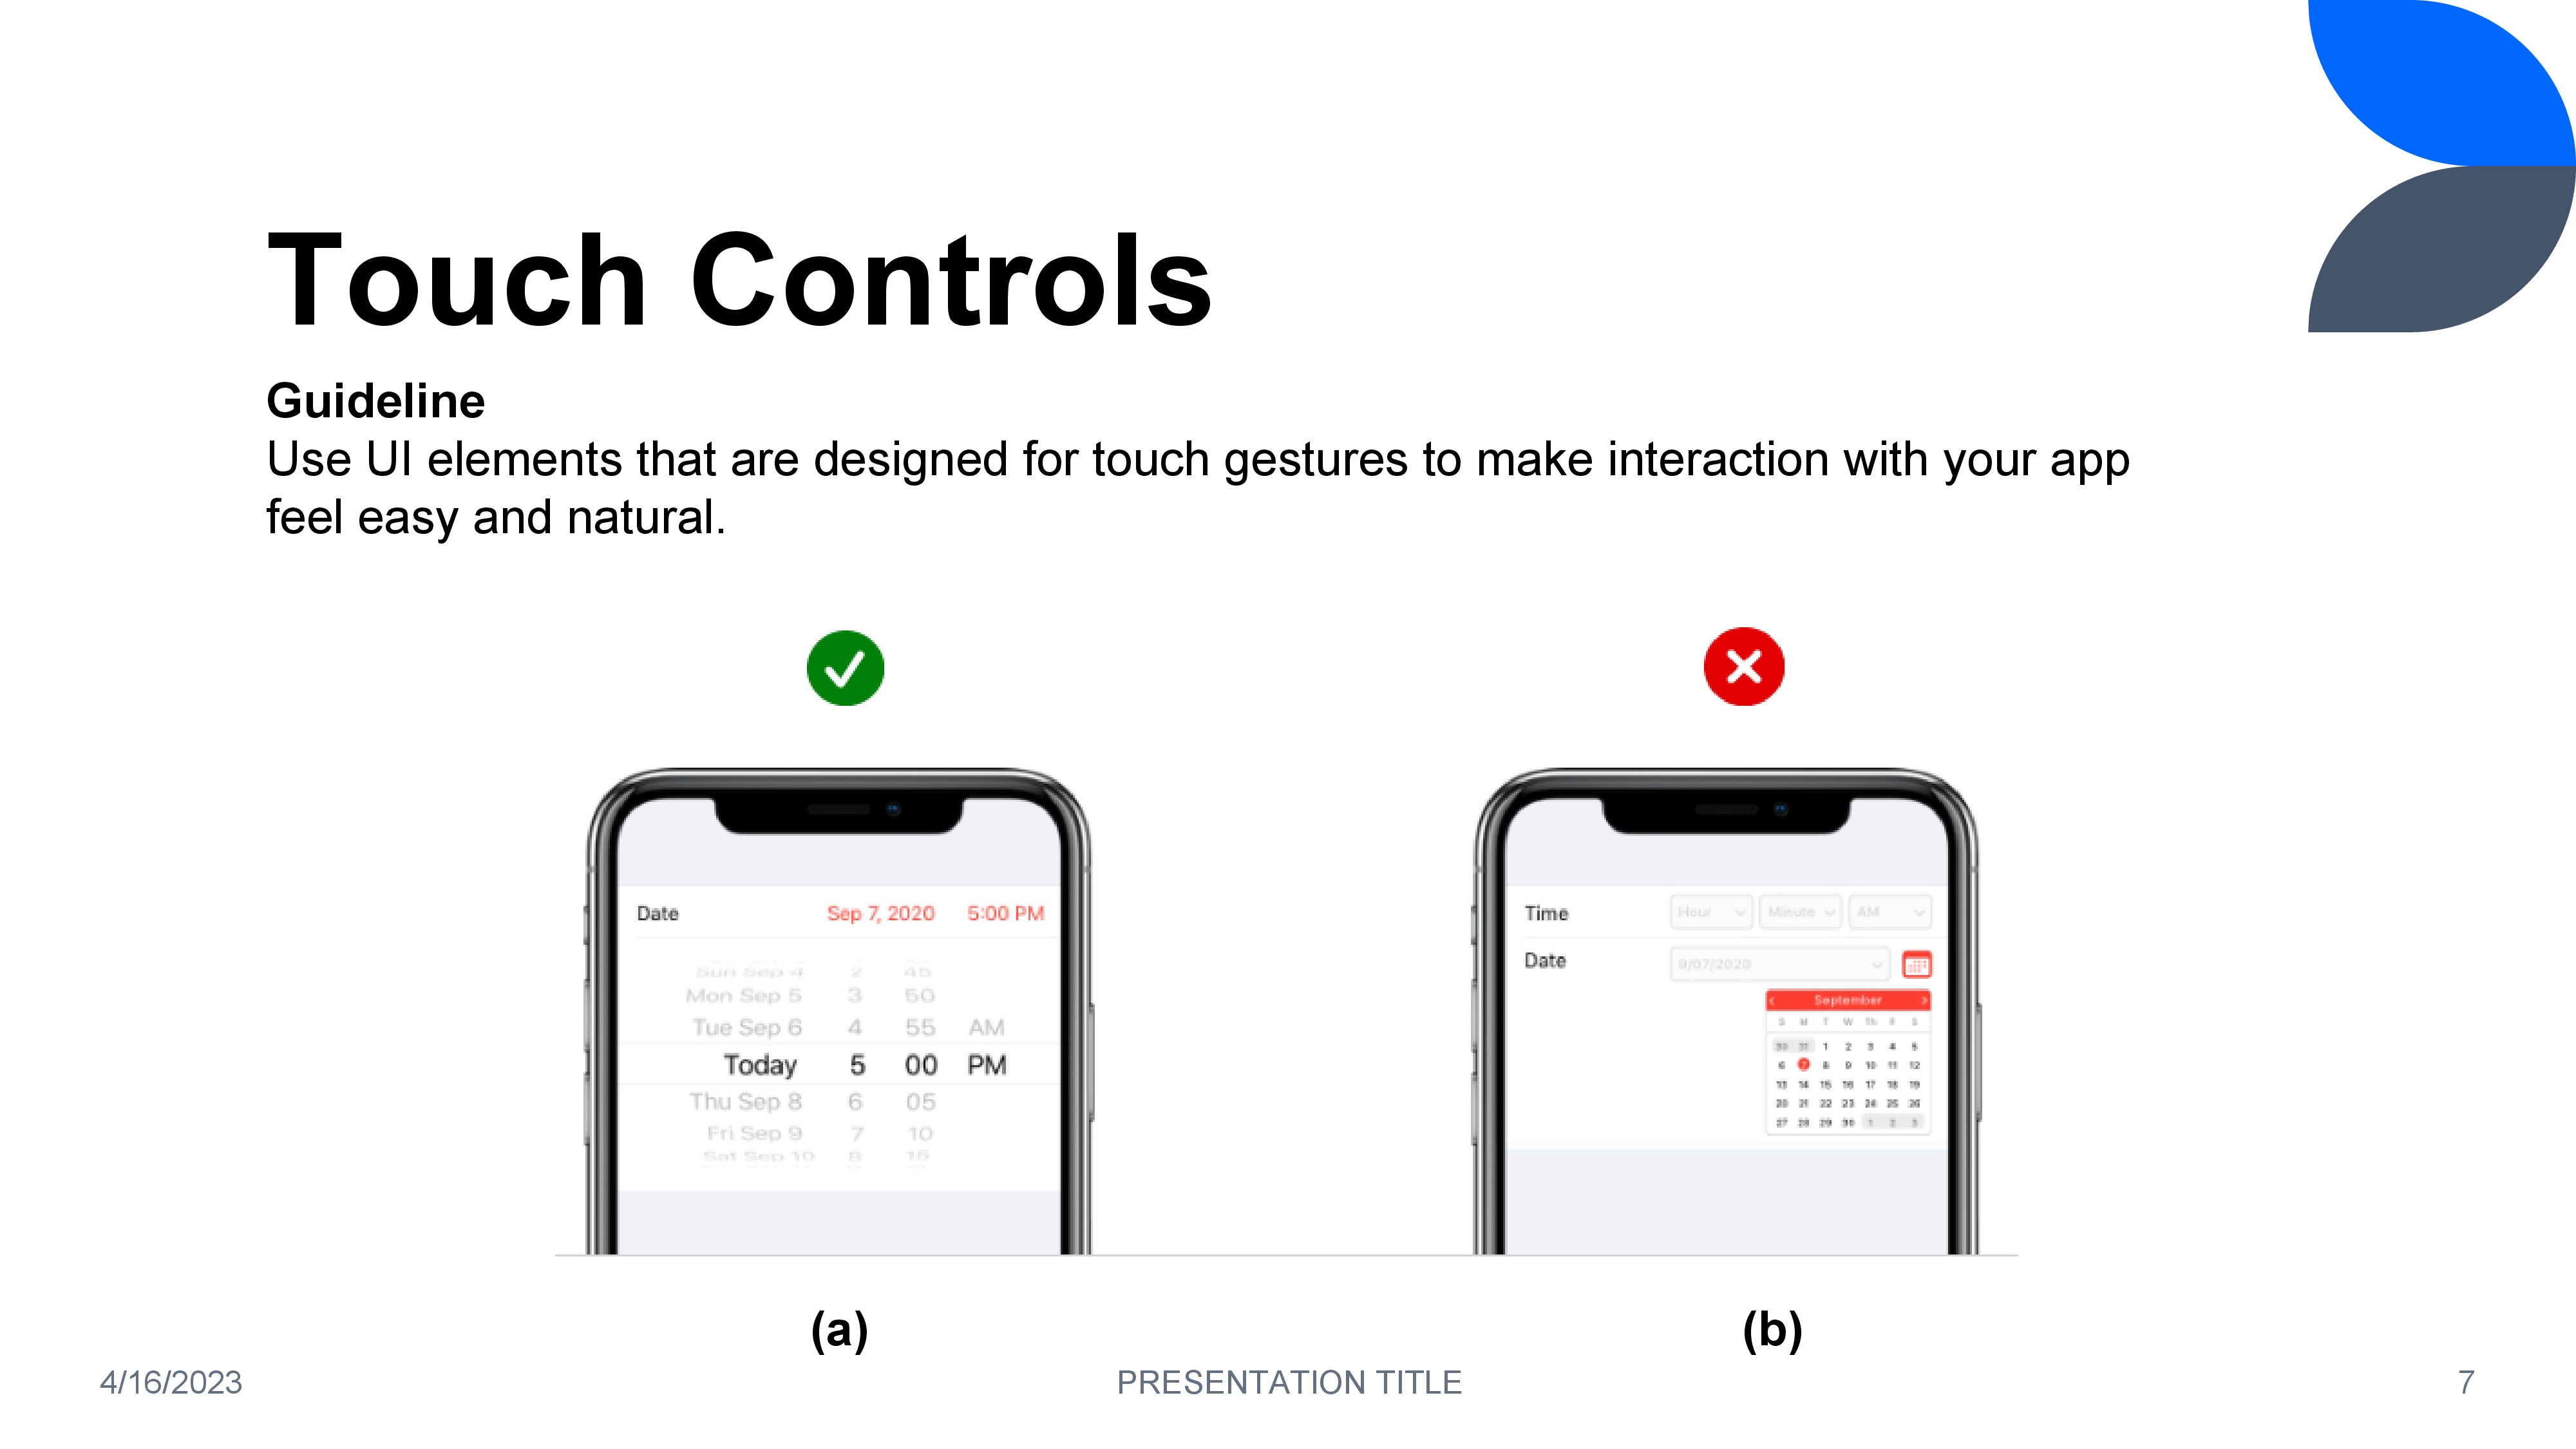 Touch Controls
Guideline
Use UI elements that are designed for touch gestures to make interaction with your app
feel easy and natural.
Date Sep 7, 2020 5:00 PM
Sun Sep 4 2 45
Mon Sep 5 3 50
Tue Sep 6 4 55 AM
Today 5 00 PM
Thu Sep 8 6 05
Fri Sep 9 7 10
Sat Sep 10 8 15
Time Hour Minute AM
Date 9/07/2020
September
S M T W Th F S
30 31 1 2 3 4 5
6 7 8 9 10 11 12
13 14 15 16 17 18 19
20 21 22 23 24 25 26
27 28 29 30 1 2 3
(a) (b)
4/16/2023 PRESENTATION TITLE 7